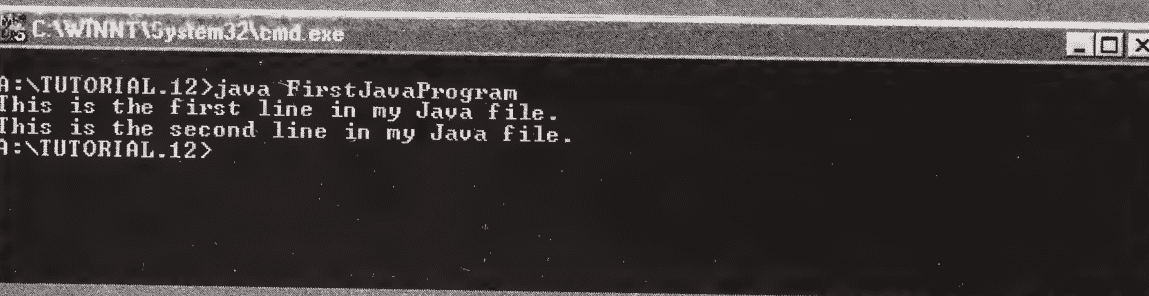 C:\WINNT\System32\cmd.exe
A:\TUTORIAL.12>java FirstJavaProgram
This is the first line in my Java file.
This is the second line in my Java file.
A:\TUTORIAL.12>